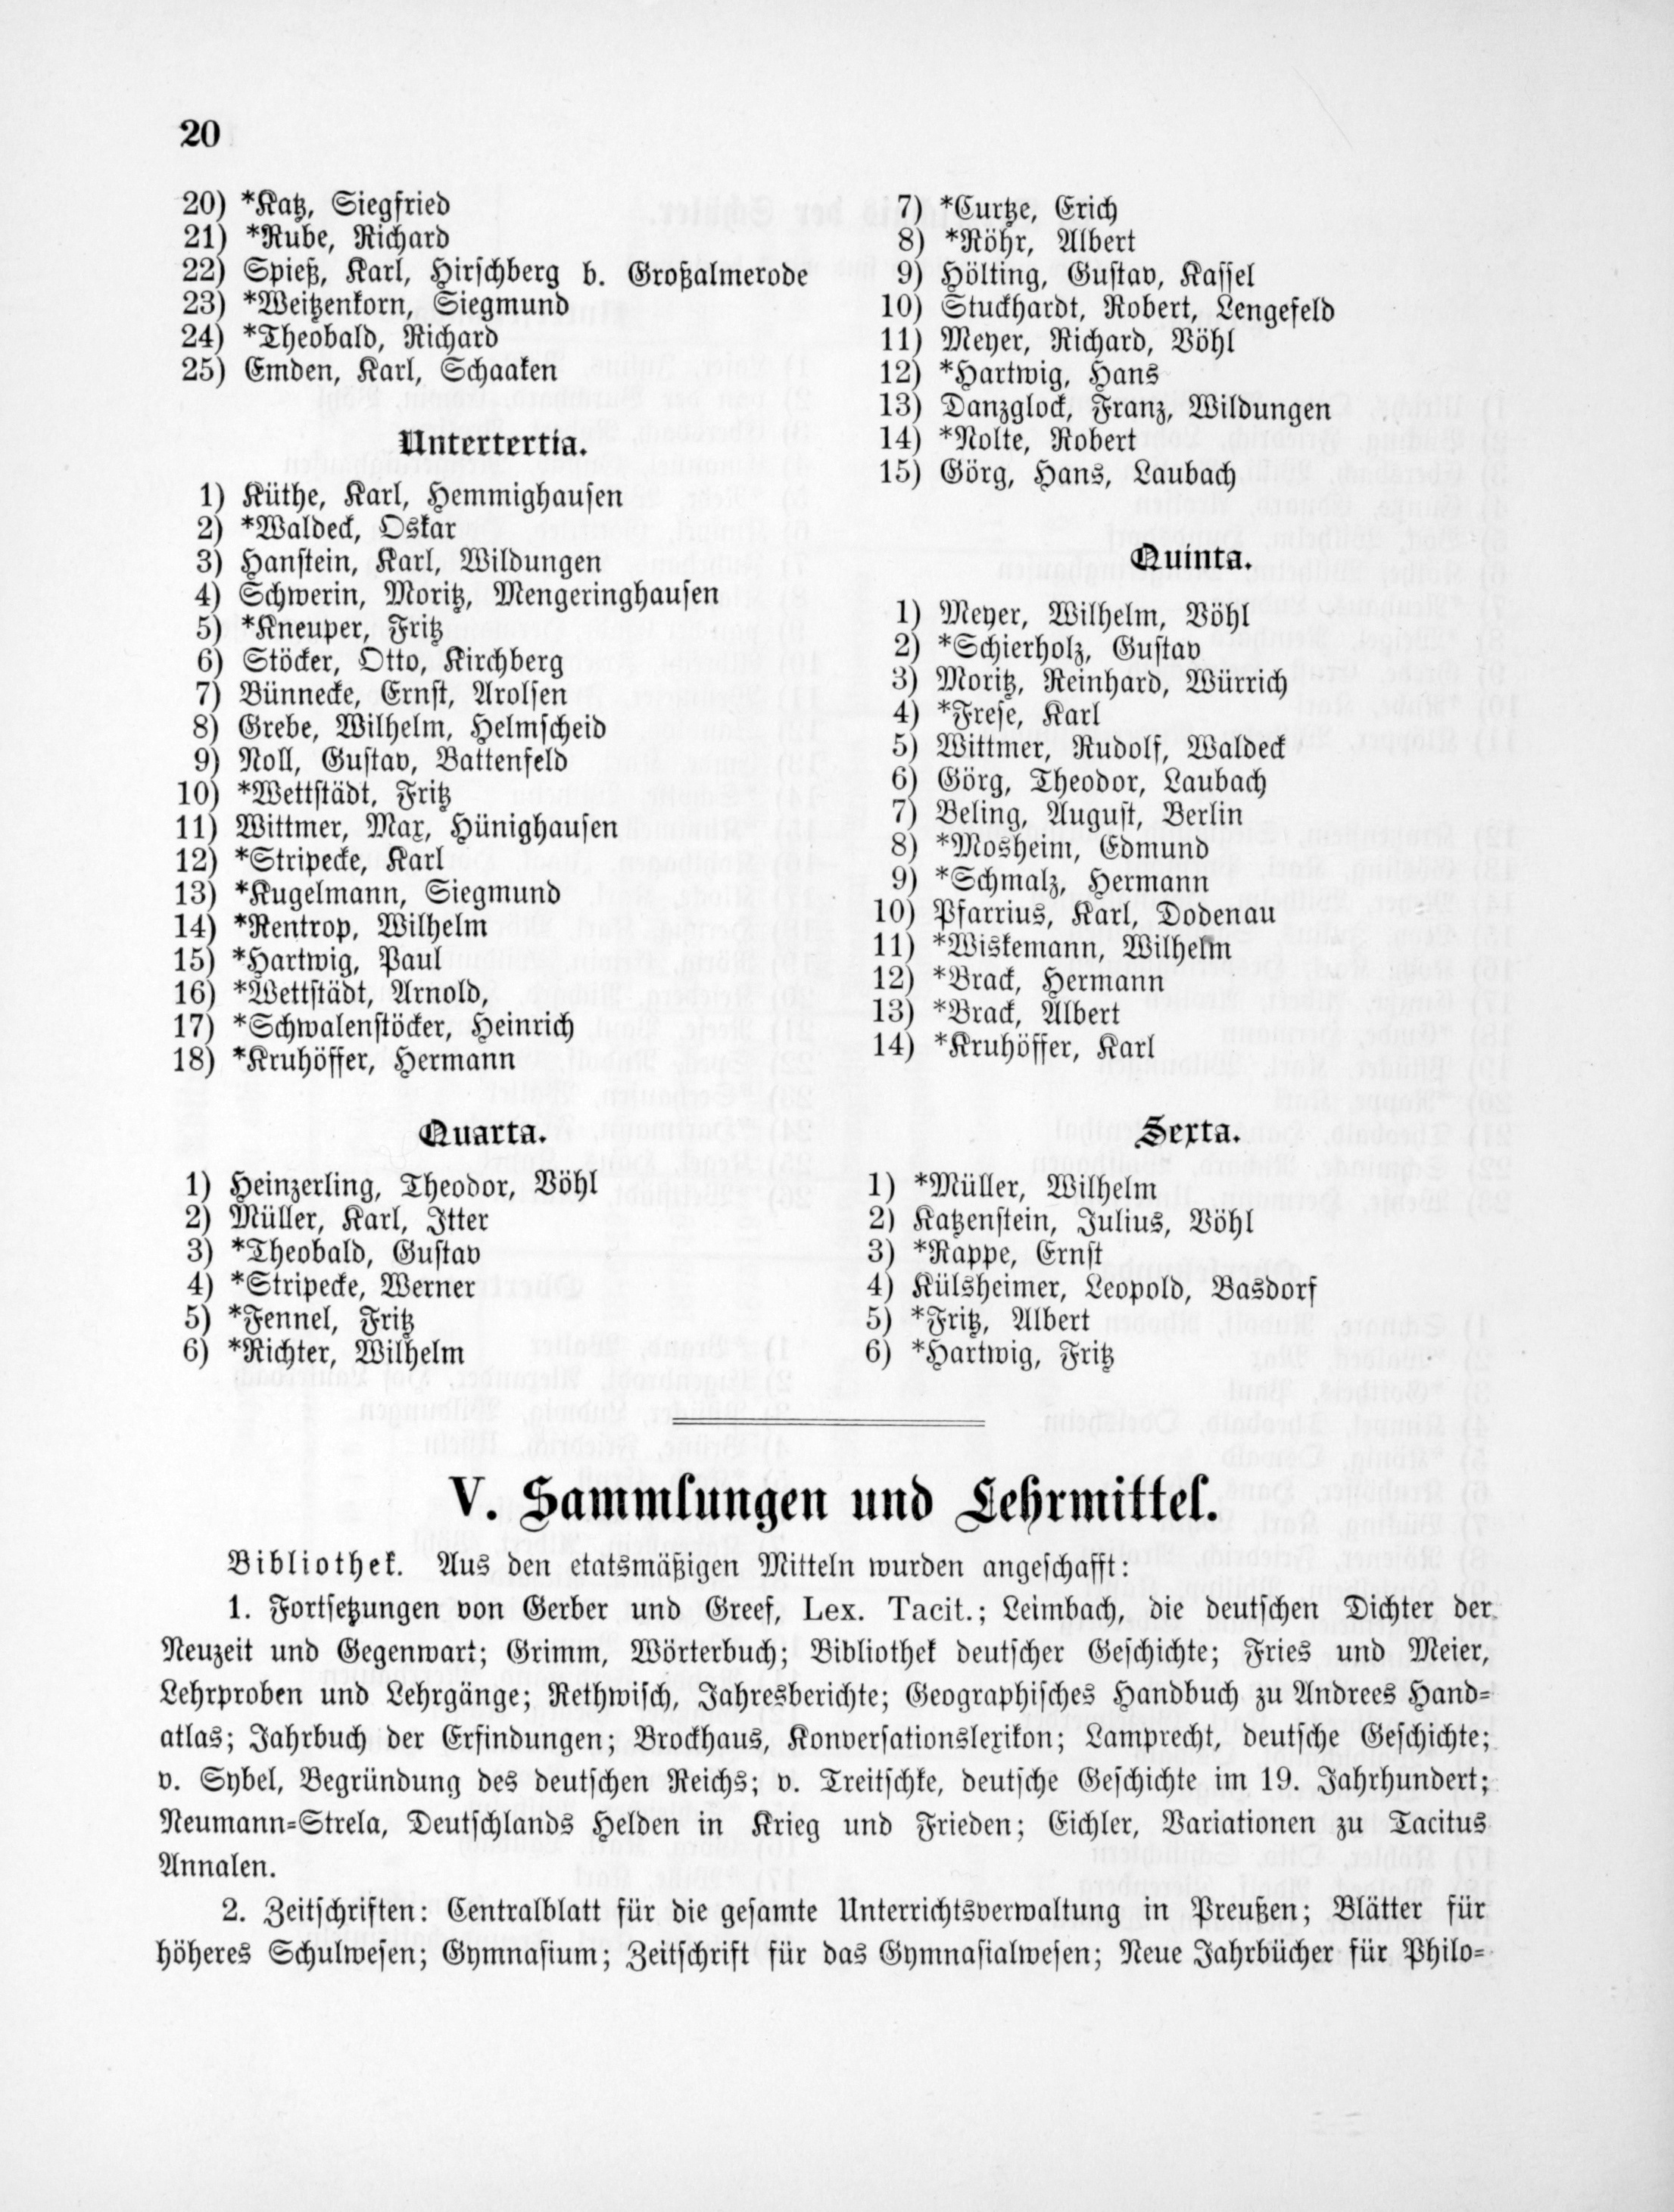 20
20) *Katz, Siegfried
21) *Rube, Richard
22) Spieß, Karl, Hirschberg b. Großalmerode
23) *Weitzenkorn, Siegmund
24) *Theobald, Richard
25) Emden, Karl, Schaaken
Untertertia.
1) Küthe, Karl, Hemmighausen
2) *Waldeck, Oskar
3) Hanstein, Karl, Wildungen
4) Schwerin, Moritz, Mengeringhausen
5) *Kneuper, Fritz
6) Stöcker, Otto, Kirchberg
7) Bünnecke, Ernst, Arolsen
8) Grebe, Wilhelm, Helmscheid
9) Noll, Gustav, Battenfeld
10) *Wettstädt, Fritz
11) Wittmer, Max, Hünighausen
12) *Stripecke, Karl
13) *Kugelmann, Siegmund
14) *Rentrop, Wilhelm
15) *Hartwig, Paul
16) *Wettstädt, Arnold,
17) *Schwalenstöcker, Heinrich
18) *Kruhöffer, Hermann
Quarta.
1) Heinzerling, Theodor, Vöhl
2) Müller, Karl, Itter
3) *Theobald, Gustav
4) *Stripecke, Werner
5) *Fennel, Fritz
6) *Richter, Wilhelm
7) *Curtze, Erich
8) *Röhr, Albert
9) Hölting, Gustav, Kassel
10) Stuckhardt, Robert, Lengefeld
11) Meyer, Richard, Vöhl
12) *Hartwig, Hans
13) Danzglock, Franz, Wildungen
14) *Nolte, Robert
15) Görg, Hans, Laubach
Quinta.
1) Meyer, Wilhelm, Vöhl
2) *Schierholz, Gustav
3) Moritz, Reinhard, Würrich
4) *Frese, Karl
5) Wittmer, Rudolf, Waldeck
6) Görg, Theodor, Laubach
7) Beling, August, Berlin
8) *Mosheim, Edmund
9) *Schmalz, Hermann
10) Pfarrius, Karl, Dodenau
11) *Wiskemann, Wilhelm
12) *Brack, Hermann
13) *Brack, Albert
14) *Kruhöffer, Karl
Sexta.
1) *Müller, Wilhelm
2) Katzenstein, Julius, Vöhl
3) *Rappe, Ernst
4) Külsheimer, Leopold, Basdorf
5) *Fritz, Albert
6) *Hartwig, Fritz
V. Sammlungen und Lehrmittel.
Bibliothek. Aus den etatsmäßigen Mitteln wurden angeschafft:
1. Fortsetzungen von Gerber und Greef, Lex. Tacit.; Leimbach, die deutschen Dichter der
Neuzeit und Gegenwart; Grimm, Wörterbuch; Bibliothek deutscher Geschichte; Fries und Meier,
Lehrproben und Lehrgänge; Rethwisch, Jahresberichte; Geographisches Handbuch zu Andrees Hand=
atlas; Jahrbuch der Erfindungen; Brockhaus, Konversationslexikon; Lamprecht, deutsche Geschichte;
v. Sybel, Begründung des deutschen Reichs; v. Treitschke, deutsche Geschichte im 19. Jahrhundert;
Neumann=Strela, Deutschlands Helden in Krieg und Frieden; Eichler, Variationen zu Tacitus
Annalen.
2. Zeitschriften: Centralblatt für die gesamte Unterrichtsverwaltung in Preußen; Blätter für
höheres Schulwesen; Gymnasium; Zeitschrift für das Gymnasialwesen; Neue Jahrbücher für Philo=